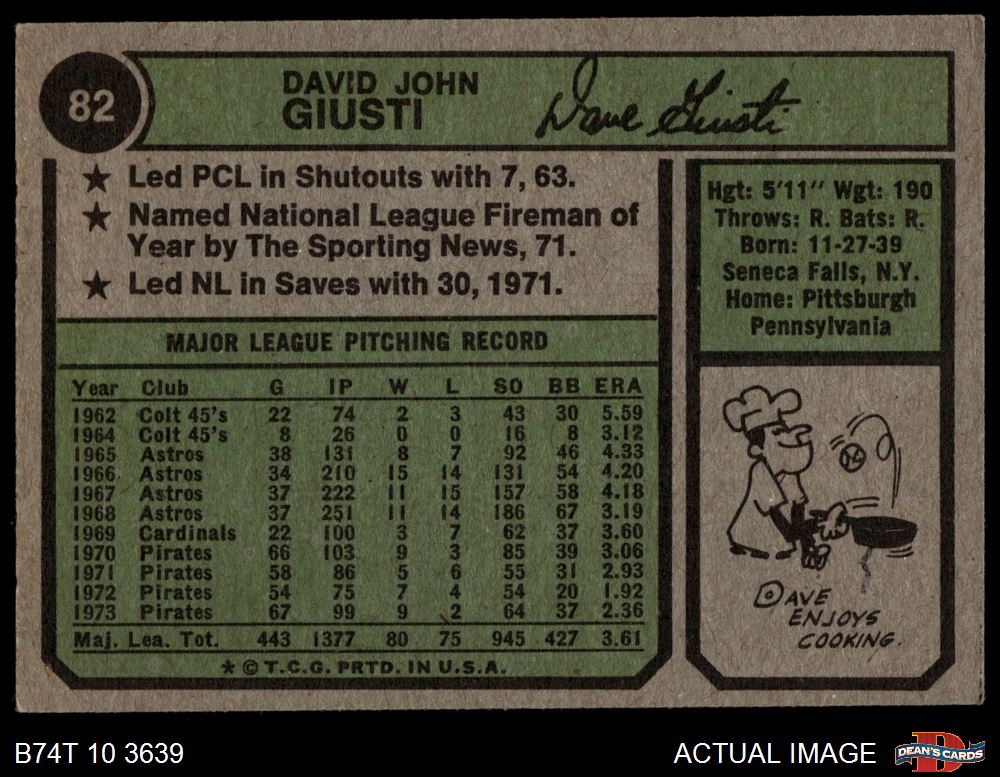 82
DAVID JOHN
GIUSTI
Dave Giusti
★ Led PCL in Shutouts with 7, 63.
★ Named National League Fireman of
Year by The Sporting News, 71.
★ Led NL in Saves with 30, 1971.
Hgt: 5'11" Wgt: 190
Throws: R. Bats: R.
Born: 11-27-39
Seneca Falls, N.Y.
Home: Pittsburgh
Pennsylvania
MAJOR LEAGUE PITCHING RECORD
Year Club G IP W L SO BB ERA
1962 Colt 45's 22 74 2 3 43 30 5.59
1964 Colt 45's 8 26 0 0 16 8 3.12
1965 Astros 38 131 8 7 92 46 4.33
1966 Astros 34 210 15 14 131 54 4.20
1967 Astros 37 222 11 15 157 58 4.18
1968 Astros 37 251 11 14 186 67 3.19
1969 Cardinals 22 100 3 7 62 37 3.60
1970 Pirates 66 103 9 3 85 39 3.06
1971 Pirates 58 86 5 6 55 31 2.93
1972 Pirates 54 75 7 4 54 20 1.92
1973 Pirates 67 99 9 2 64 37 2.36
Maj. Lea. Tot. 443 1377 80 75 945 427 3.61
* © T.C.G. PRTD. IN U.S.A.
DAVE
ENJOYS
COOKING.
B74T 10 3639
ACTUAL IMAGE
D
DEAN'S CARDS